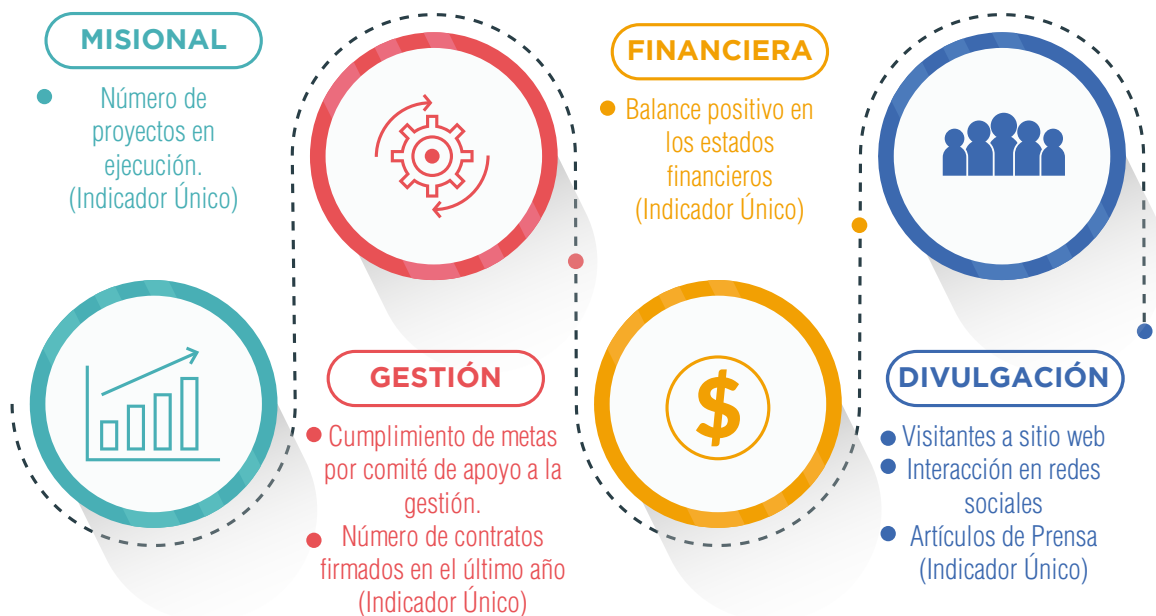 MISIONAL
Número de
proyectos en
ejecución.
(Indicador Único)
GESTIÓN
Cumplimiento de metas
por comité de apoyo a la
gestión.
Número de contratos
firmados en el último año
(Indicador Único)
FINANCIERA
Balance positivo en
los estados
financieros
(Indicador Único)
$
DIVULGACIÓN
Visitantes a sitio web
Interacción en redes
sociales
Artículos de Prensa
(Indicador Único)